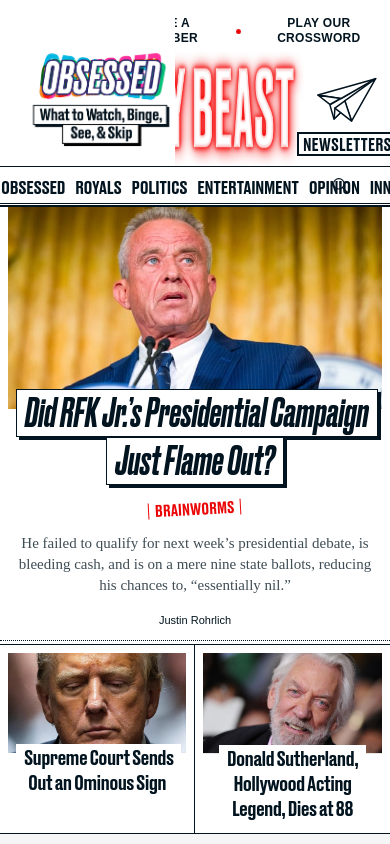 PLAY OUR
CROSSWORD
OBSESSED
What to Watch, Binge,
See, & Skip
BEAST
NEWSLETTERS
OBSESSED ROYALS POLITICS ENTERTAINMENT OPINION INN
Did RFK Jr.’s Presidential Campaign
Just Flame Out?
BRAINWORMS
He failed to qualify for next week’s presidential debate, is
bleeding cash, and is on a mere nine state ballots, reducing
his chances to, “essentially nil.”
Justin Rohrlich
Supreme Court Sends
Out an Ominous Sign
Donald Sutherland,
Hollywood Acting
Legend, Dies at 88